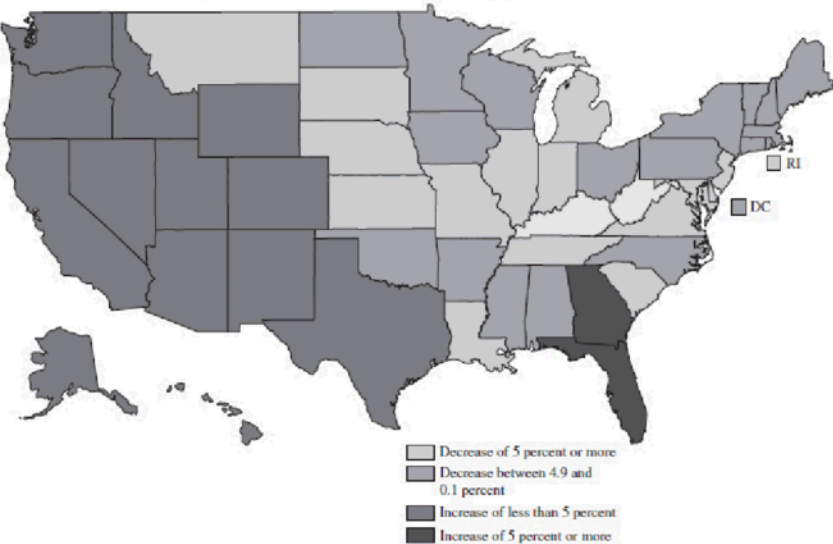 RI
DC
Decrease of 5 percent or more
Decrease between 4.9 and
0.1 percent
Increase of less than 5 percent
Increase of 5 percent or more